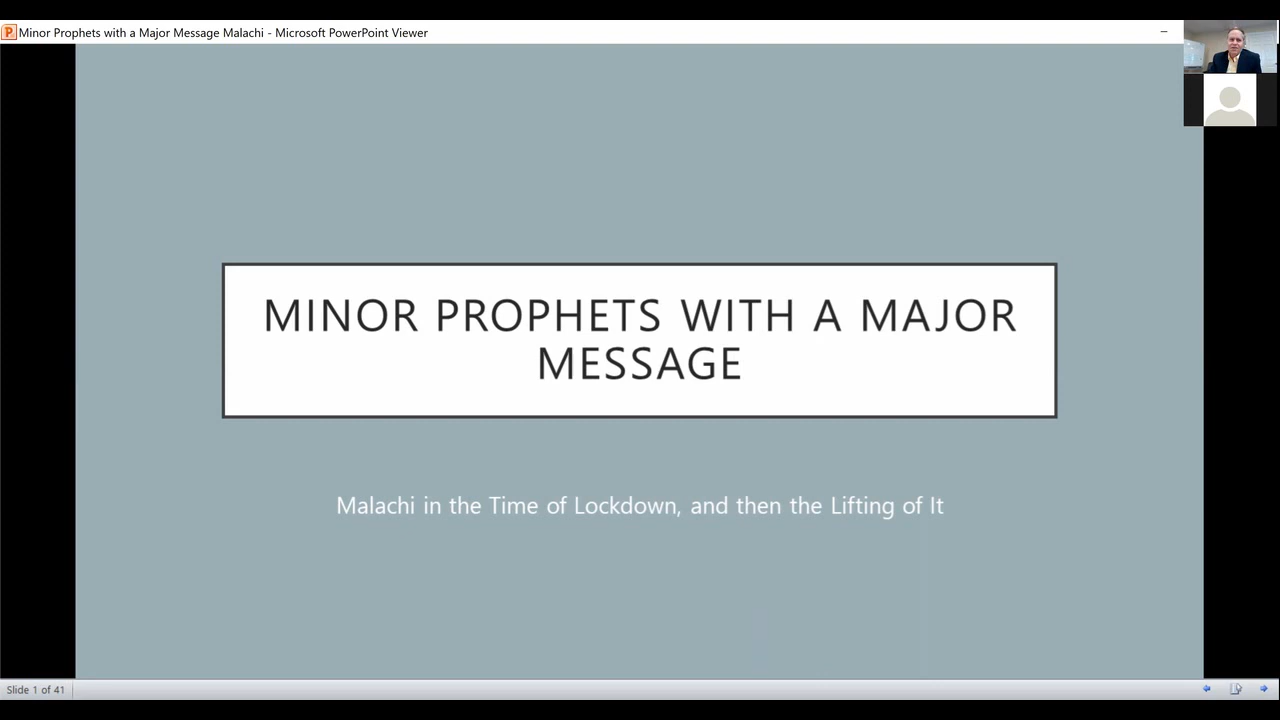 Minor Prophets with a Major Message Malachi - Microsoft PowerPoint Viewer
MINOR PROPHETS WITH A MAJOR
MESSAGE
Malachi in the Time of Lockdown, and then the Lifting of It
Slide 1 of 41